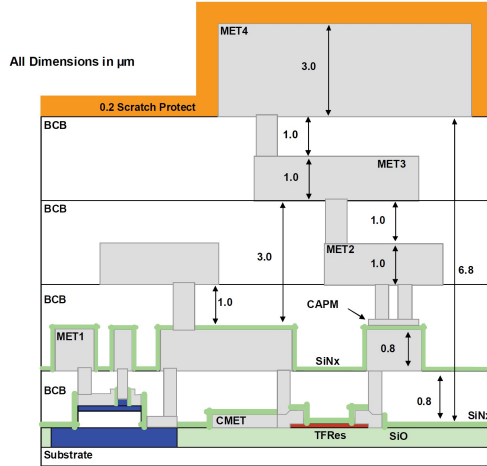 MET4
All Dimensions in µm
3.0
0.2 Scratch Protect
BCB
1.0
MET3
1.0
BCB
1.0
3.0
MET2
1.0
6.8
BCB
1.0
CAPM
MET1
0.8
SiNx
BCB
0.8
CMET
SiNx
TFRes
SiO
Substrate